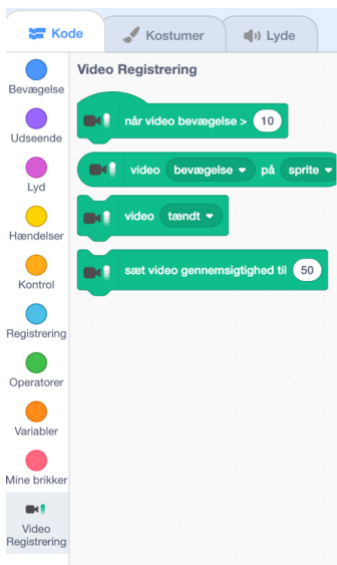 Kode
Kostumer
Lyde
Bevægelse
Udseende
Lyd
Hændelser
Kontrol
Registrering
Operatorer
Variabler
Mine brikker
Video
Registrering
Video Registrering
når video bevægelse > 10
video bevægelse på sprite
video tændt
sæt video gennemsigtighed til 50